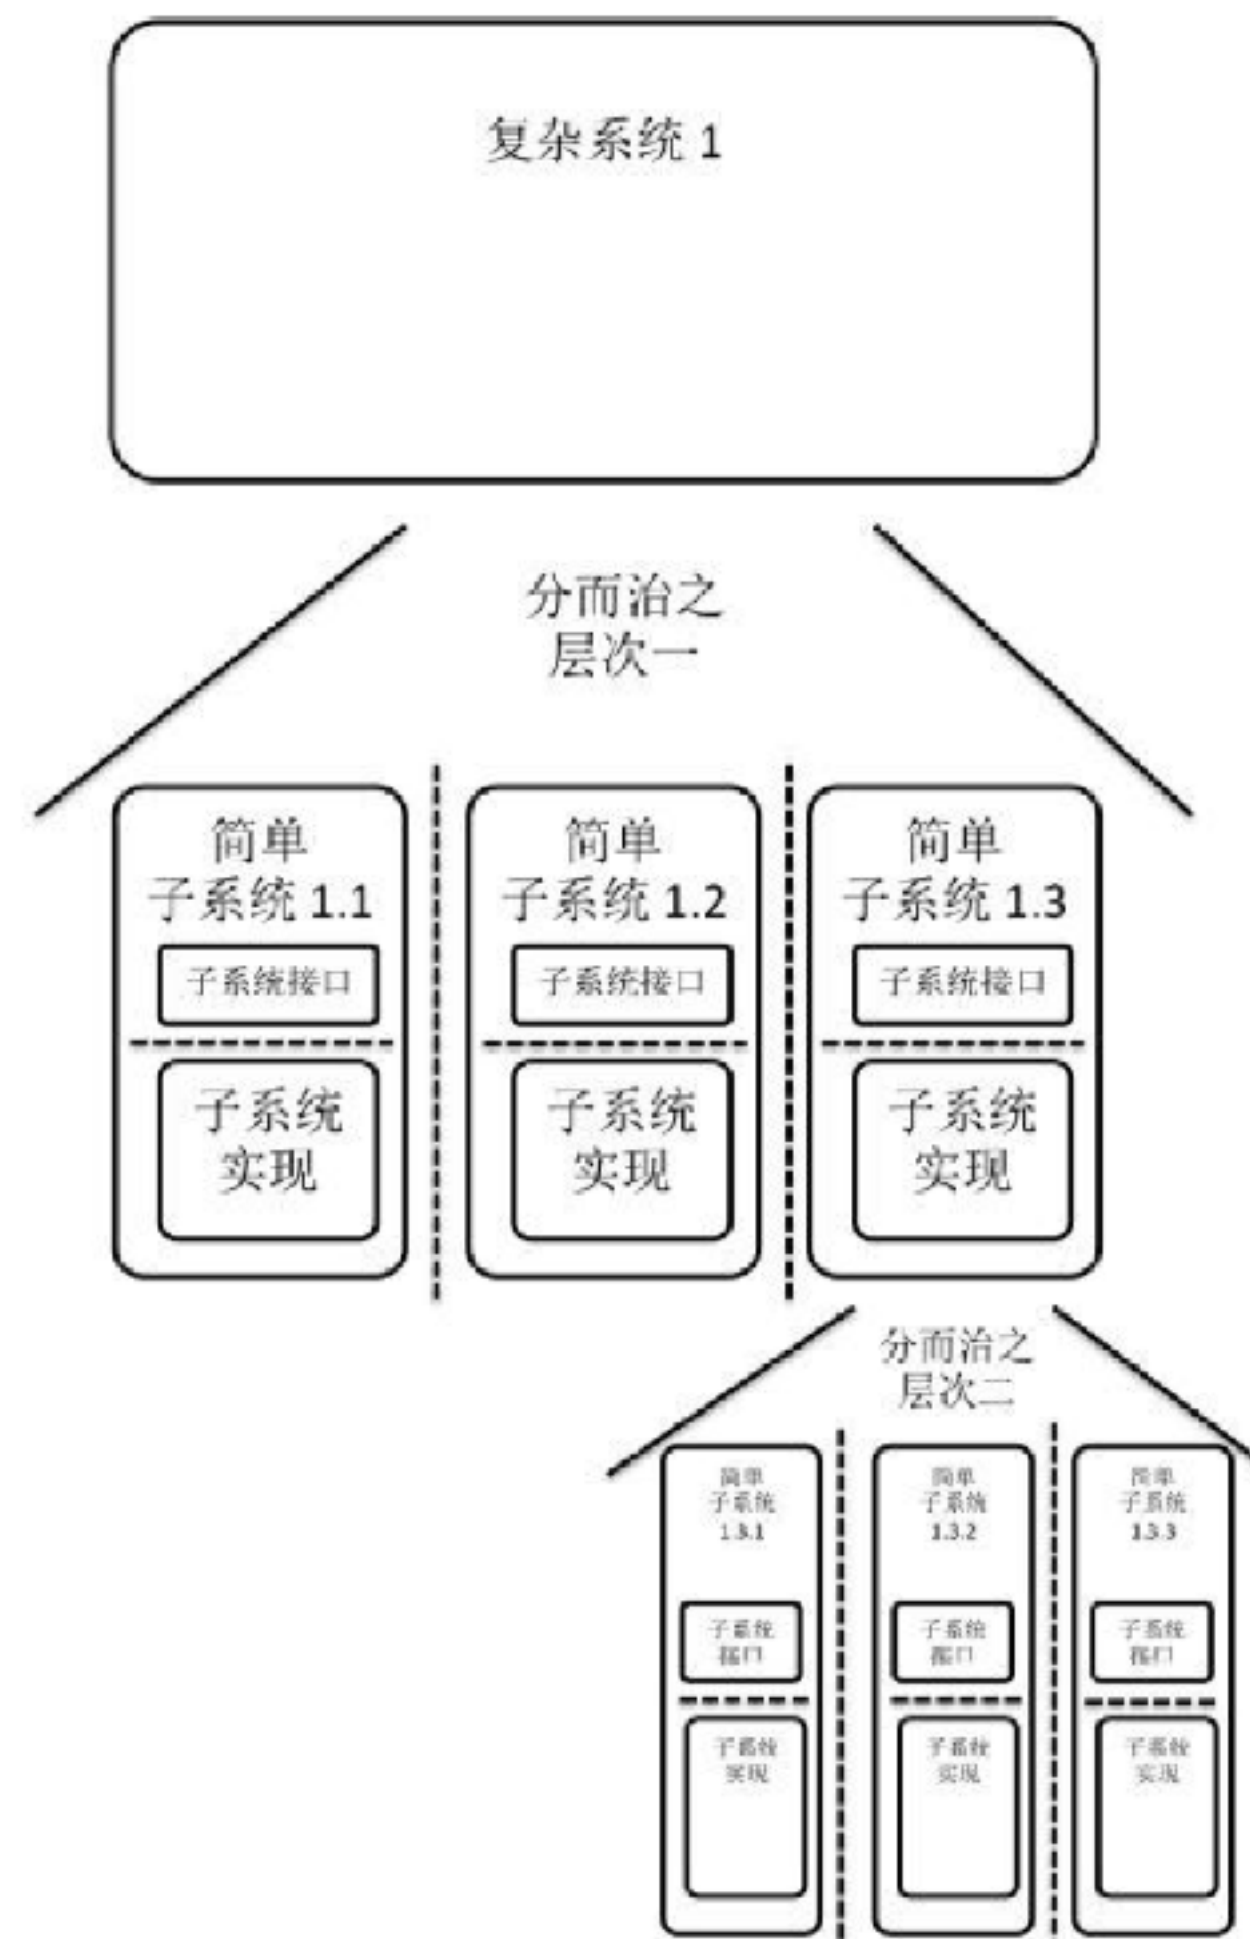 复杂系统 1
分而治之
层次一
简单
子系统 1.1
子系统接口
子系统
实现
简单
子系统 1.2
子系统接口
子系统
实现
简单
子系统 1.3
子系统接口
子系统
实现
分而治之
层次二
简单
子系统
1.3.1
子系统
接口
子系统
实现
简单
子系统
1.3.2
子系统
接口
子系统
实现
简单
子系统
1.3.3
子系统
接口
子系统
实现